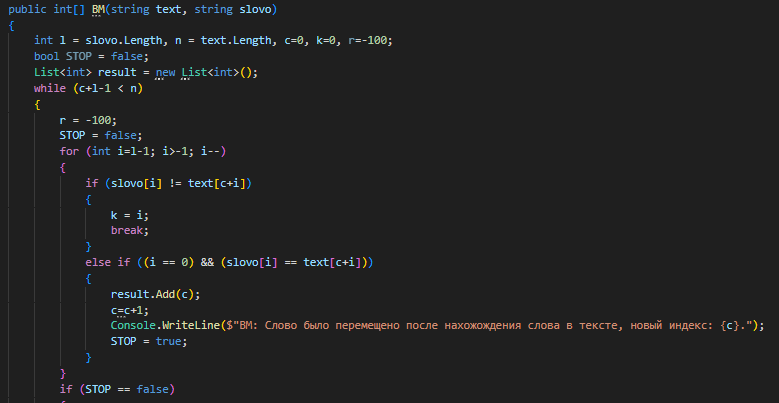 public int[] BM(string text, string slovo)
{
int l = slovo.Length, n = text.Length, c=0, k=0, r=-100;
bool STOP = false;
List<int> result = new List<int>();
while (c+l-1 < n)
{
r = -100;
STOP = false;
for (int i=l-1; i>-1; i--)
{
if (slovo[i] != text[c+i])
{
k = i;
break;
}
else if ((i == 0) && (slovo[i] == text[c+i]))
{
result.Add(c);
c=c+1;
Console.WriteLine($"BM: Слово было перемещено после нахожождения слова в тексте, новый индекс: {c}.");
STOP = true;
}
}
if (STOP == false)